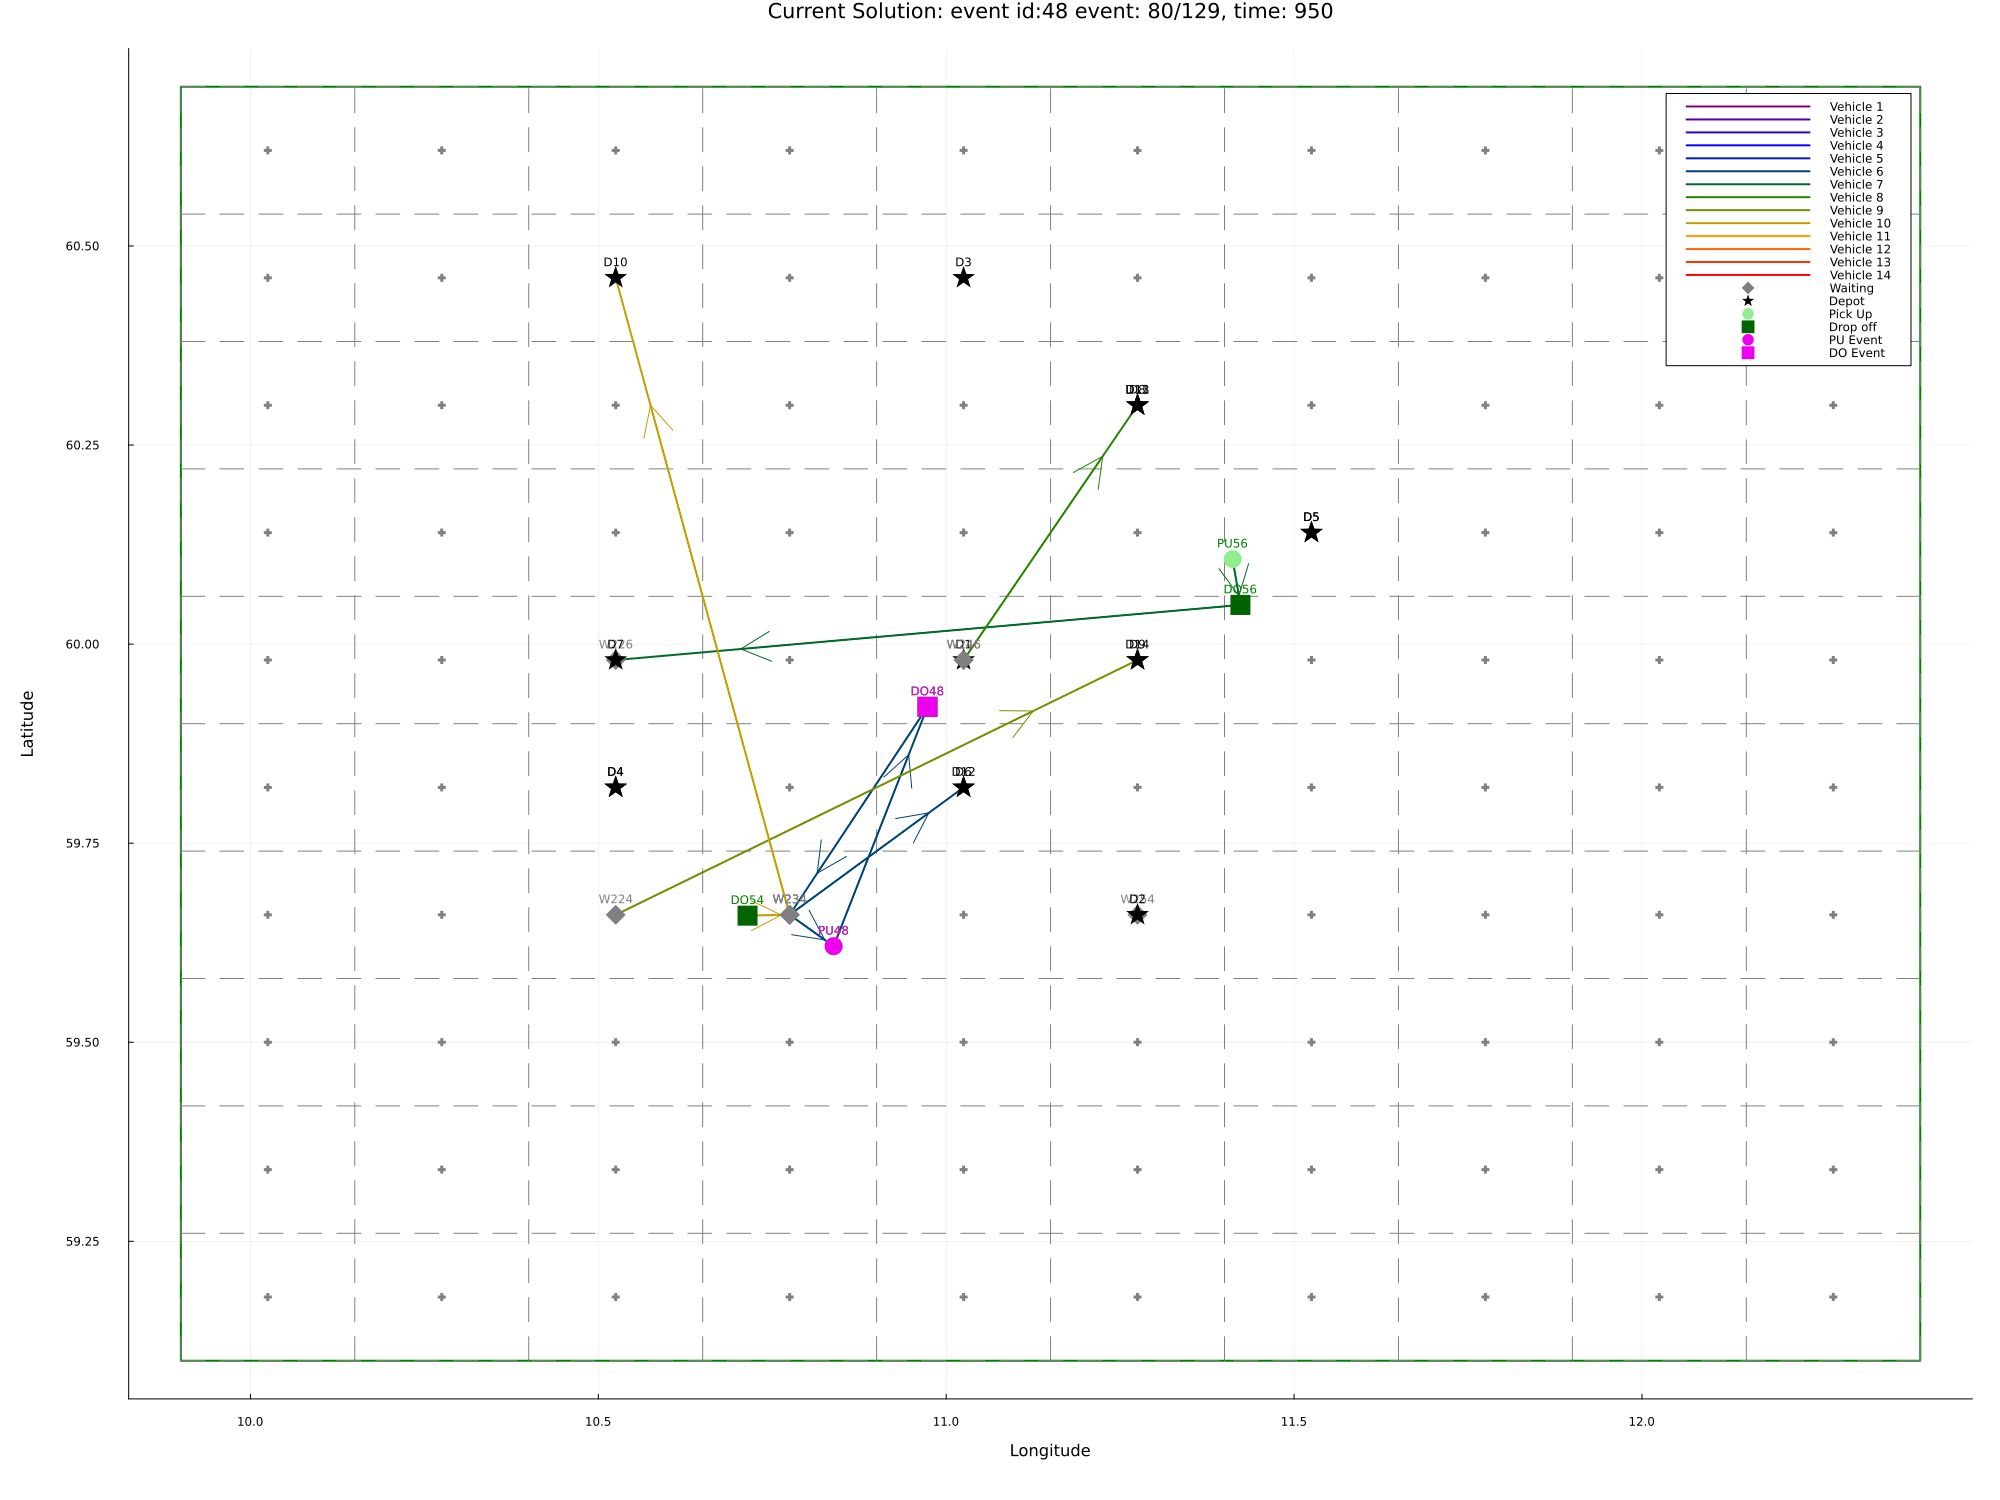 Current Solution: event id:48 event: 80/129, time: 950
Vehicle 1
Vehicle 2
Vehicle 3
Vehicle 4
Vehicle 5
Vehicle 6
Vehicle 7
Vehicle 8
Vehicle 9
Vehicle 10
Vehicle 11
Vehicle 12
Vehicle 13
Vehicle 14
Waiting
Depot
Pick Up
Drop off
PU Event
DO Event
60.50
60.25
60.00
59.75
59.50
59.25
Latitude
D10
D3
D5
PU56
DO56
D7
D1
DO48
D4
W224
DO54
W234
PU48
D2
10.0
10.5
11.0
11.5
12.0
Longitude